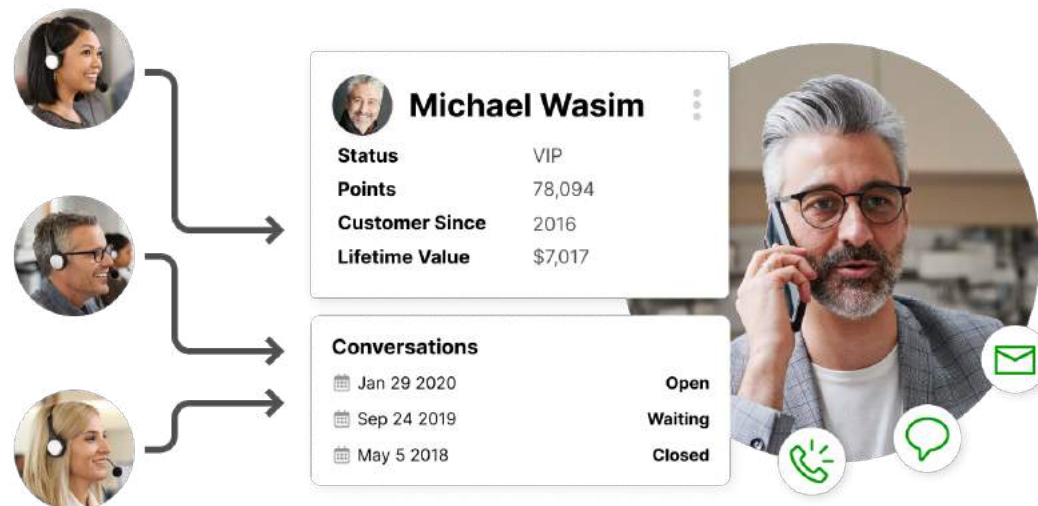 Michael Wasim
Status VIP
Points 78,094
Customer Since 2016
Lifetime Value $7,017
Conversations
Jan 29 2020 Open
Sep 24 2019 Waiting
May 5 2018 Closed